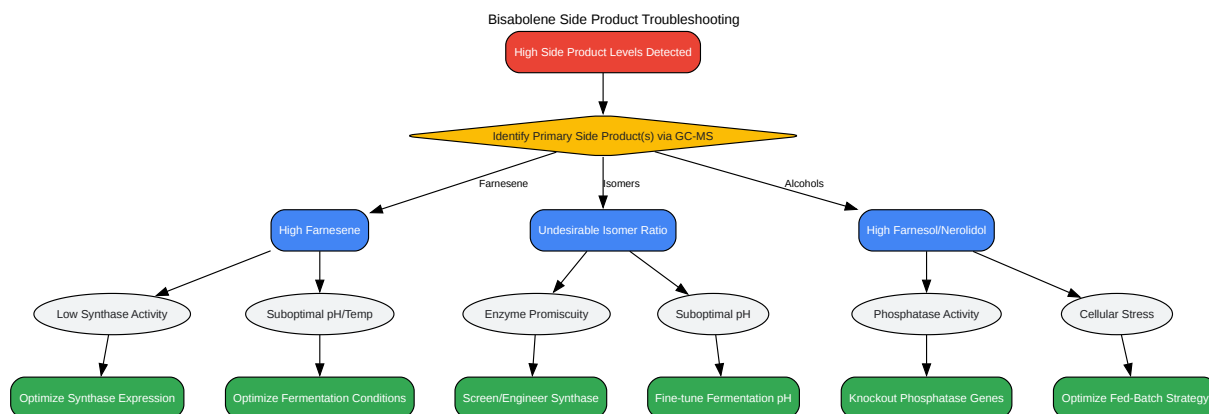 Bisabolene Side Product Troubleshooting
High Side Product Levels Detected
Identify Primary Side Product(s) via GC-MS
Farnesene
Isomers
Alcohols
High Farnesene
Undesirable Isomer Ratio
High Farnesol/Nerolidol
Low Synthase Activity
Suboptimal pH/Temp
Enzyme Promiscuity
Suboptimal pH
Phosphatase Activity
Cellular Stress
Optimize Synthase Expression
Optimize Fermentation Conditions
Screen/Engineer Synthase
Fine-tune Fermentation pH
Knockout Phosphatase Genes
Optimize Fed-Batch Strategy